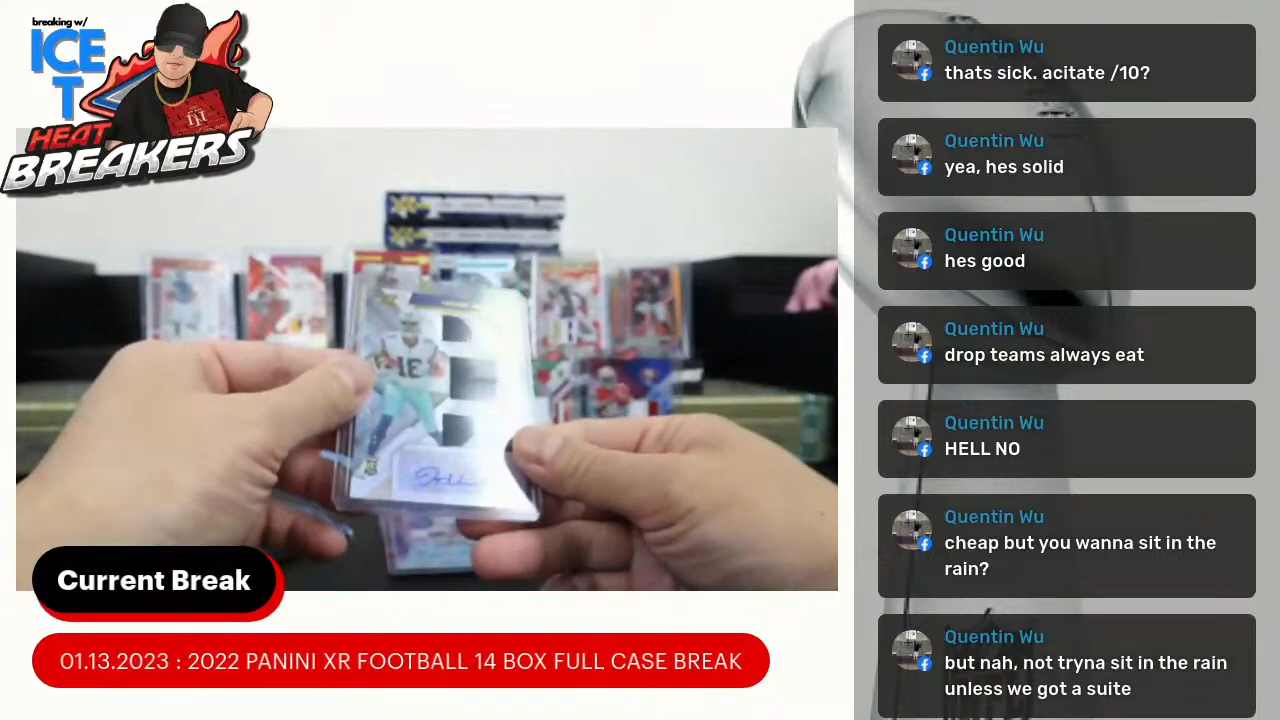 breaking w/
ICE
T
HEAT
BREAKERS
16
Current Break
01.13.2023 : 2022 PANINI XR FOOTBALL 14 BOX FULL CASE BREAK
Quentin Wu
thats sick. acitate /10?
Quentin Wu
yea, hes solid
Quentin Wu
hes good
Quentin Wu
drop teams always eat
Quentin Wu
HELL NO
Quentin Wu
cheap but you wanna sit in the
rain?
Quentin Wu
but nah, not tryna sit in the rain
unless we got a suite